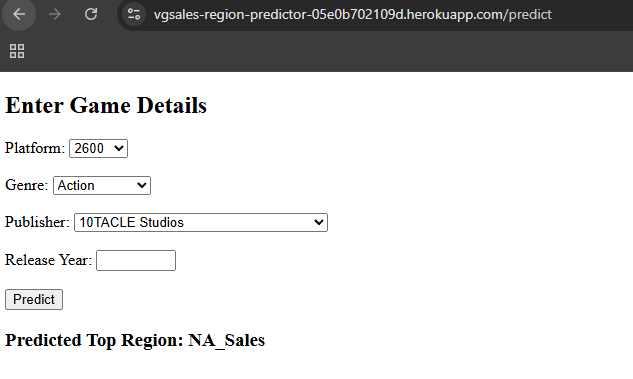 vgsales-region-predictor-05e0b702109d.herokuapp.com/predict
Enter Game Details
Platform: 2600
Genre: Action
Publisher: 10TACLE Studios
Release Year:
Predict
Predicted Top Region: NA_Sales